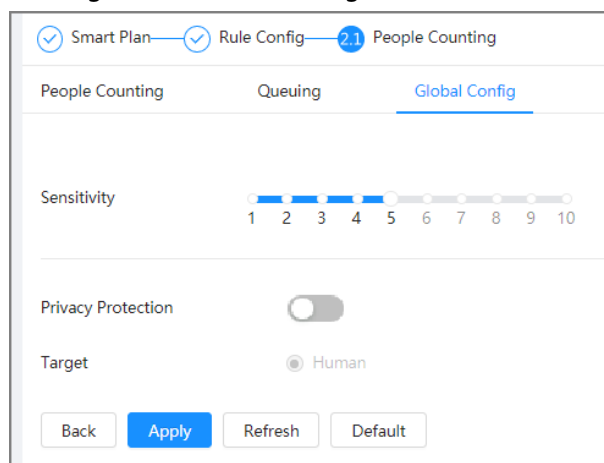 Smart Plan Rule Config 2.1 People Counting
People Counting Queuing Global Config
Sensitivity
1 2 3 4 5 6 7 8 9 10
Privacy Protection
Target Human
Back Apply Refresh Default